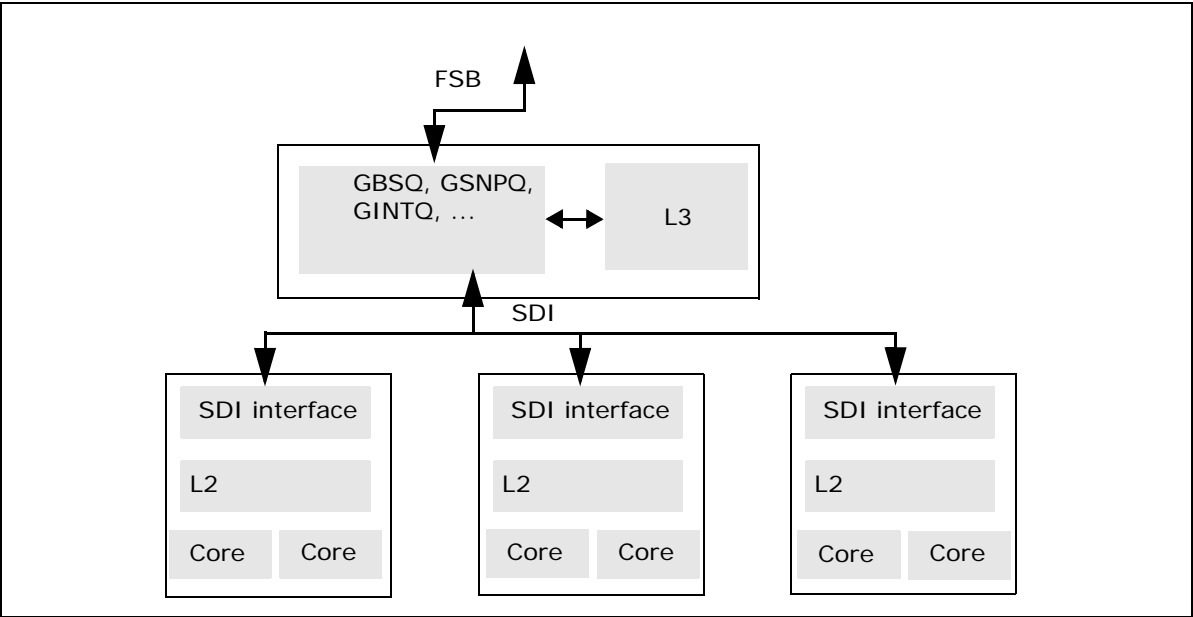 FSB
GBSQ, GSNPQ,
GINTQ, ...
L3
SDI
SDI interface
SDI interface
SDI interface
L2
L2
L2
Core
Core
Core
Core
Core
Core